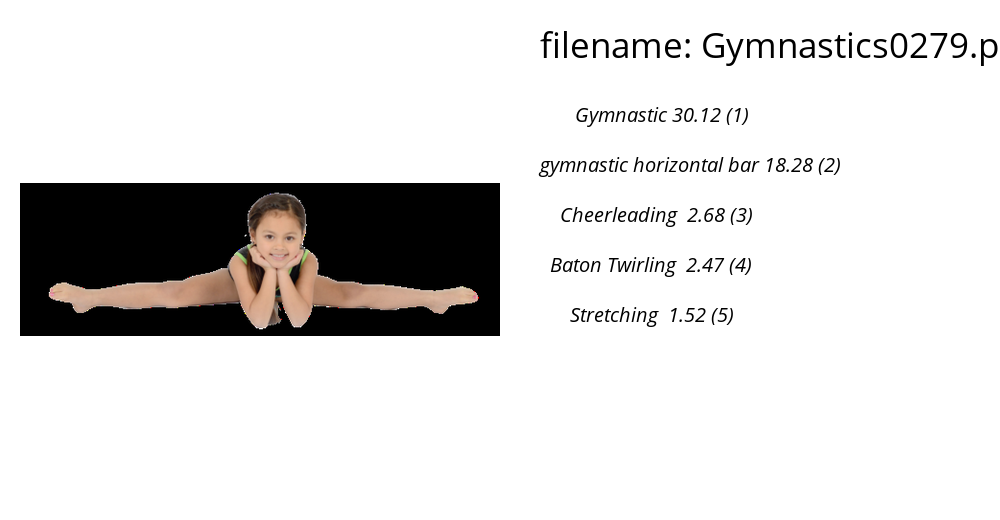 filename: Gymnastics0279.p
Gymnastic 30.12 (1)
gymnastic horizontal bar 18.28 (2)
Cheerleading  2.68 (3)
Baton Twirling  2.47 (4)
Stretching  1.52 (5)